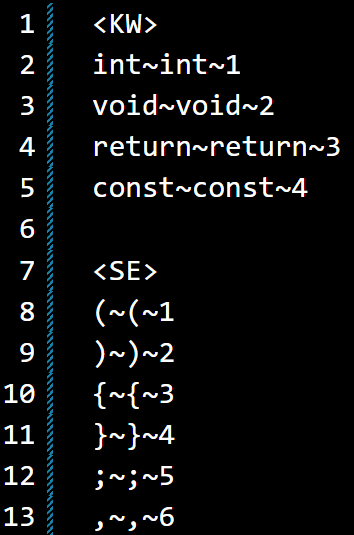 1 <KW>
2 int~int~1
3 void~void~2
4 return~return~3
5 const~const~4
6
7 <SE>
8 (~(~1
9 )~)~2
10 {~{~3
11 }~}~4
12 ;~;~5
13 ,~,~6